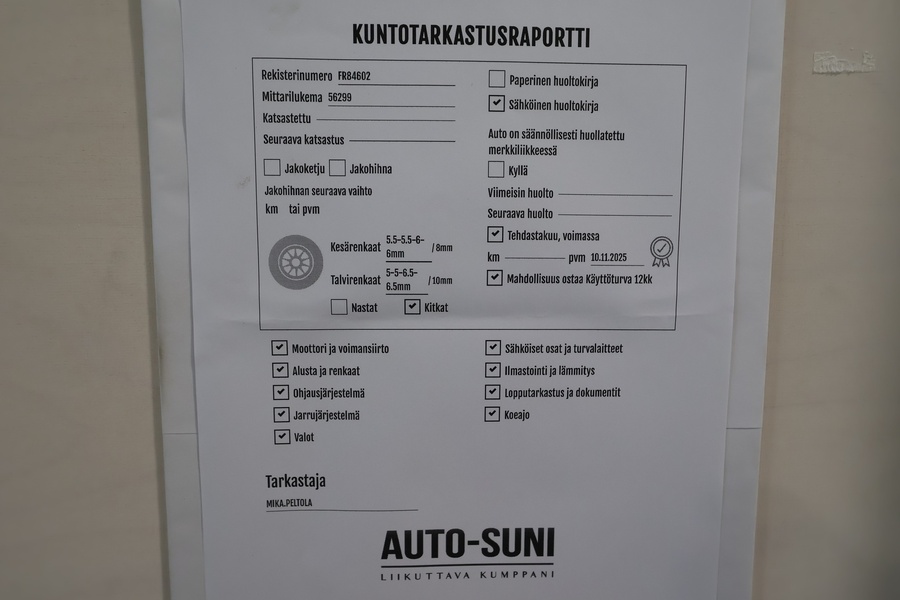 KUNTOTARKASTUSRAPORTTI
Rekisterinumero FR84602
Mittarilukema 56299
Katsastettu
Seuraava katsastus
Jakoketju Jakohihna
Jakohihnan seuraava vaihto
km tai pvm
Kesärenkaat 5.5-5.5-6-
6mm / 8mm
Talvirenkaat 5-5-6.5-
6.5mm / 10mm
Nastat Kitkat
Paperinen huoltokirja
Sähköinen huoltokirja
Auto on säännöllisesti huollatettu
merkkiliikkeessä
Kyllä
Viimeisin huolto
Seuraava huolto
Tehdastakuu, voimassa
km pvm 10.11.2025
Mahdollisuus ostaa Käyttöturva 12kk
Moottori ja voimansiirto
Alusta ja renkaat
Ohjausjärjestelmä
Jarrujärjestelmä
Valot
Sähköiset osat ja turvalaitteet
Ilmastointi ja lämmitys
Lopputarkastus ja dokumentit
Koeajo
Tarkastaja
MIKA.PELTOLA
AUTO-SUNI
LIIKUTTAVA KUMPPANI